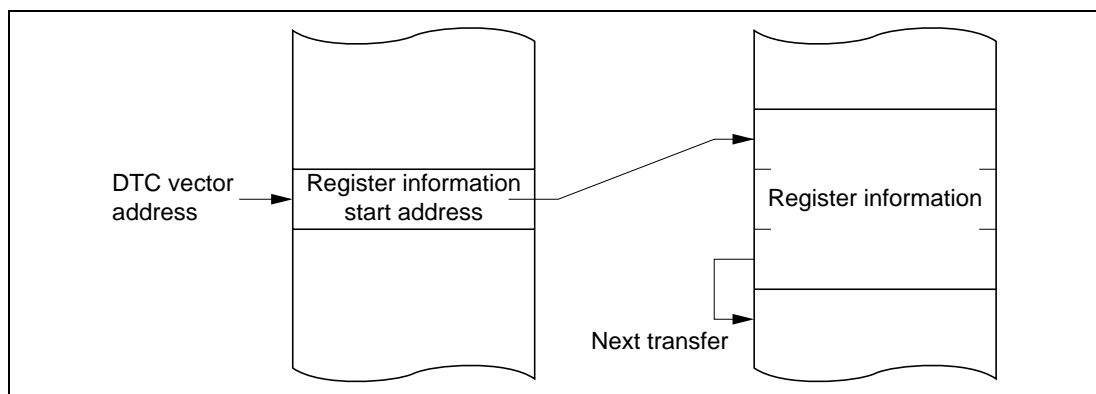 DTC vector
address
Register information
start address
Register information
Next transfer